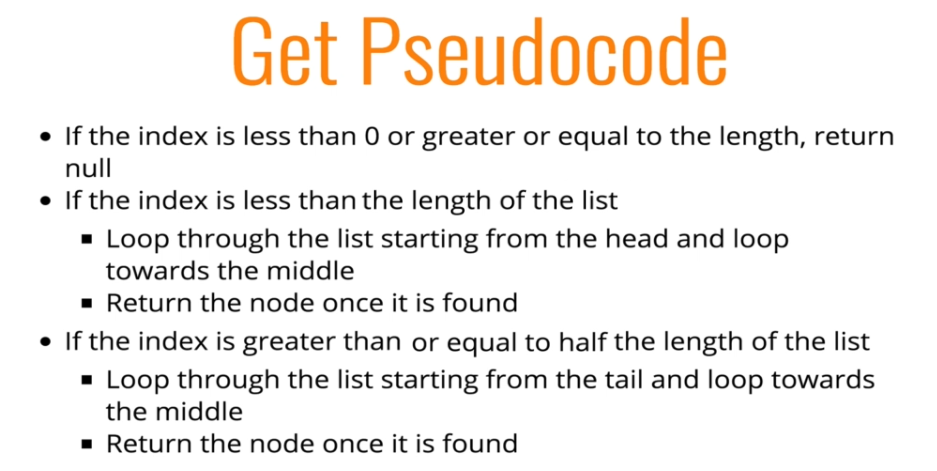 Get Pseudocode
• If the index is less than 0 or greater or equal to the length, return
null
• If the index is less than the length of the list
▪ Loop through the list starting from the head and loop
towards the middle
▪ Return the node once it is found
• If the index is greater than or equal to half the length of the list
▪ Loop through the list starting from the tail and loop towards
the middle
▪ Return the node once it is found